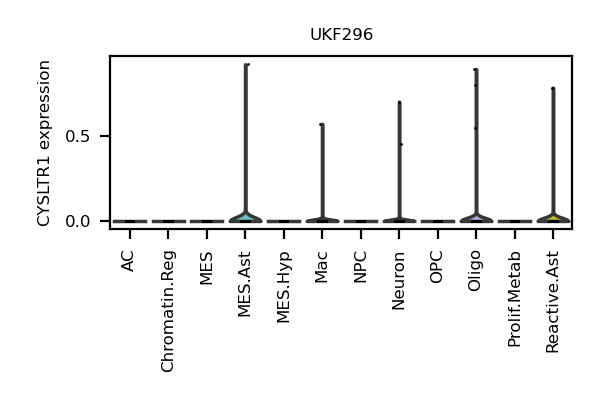 UKF296
CYSLTR1 expression
0.5
0.0
AC
Chromatin.Reg
MES
MES.Ast
MES.Hyp
Mac
NPC
Neuron
OPC
Oligo
Prolif.Metab
Reactive.Ast